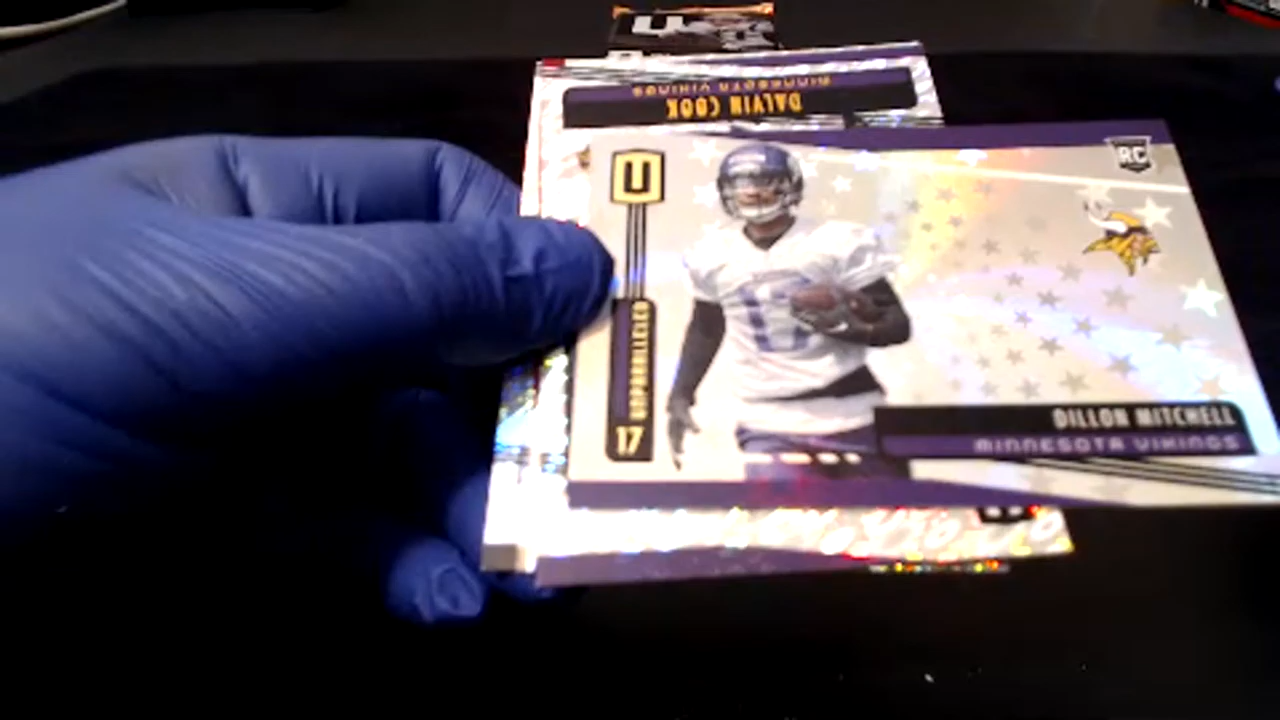 U
MINNESOTA VIKINGS
DALVIN COOK
RC
U
UNPARALLELED
17
DILLON MITCHELL
MINNESOTA VIKINGS